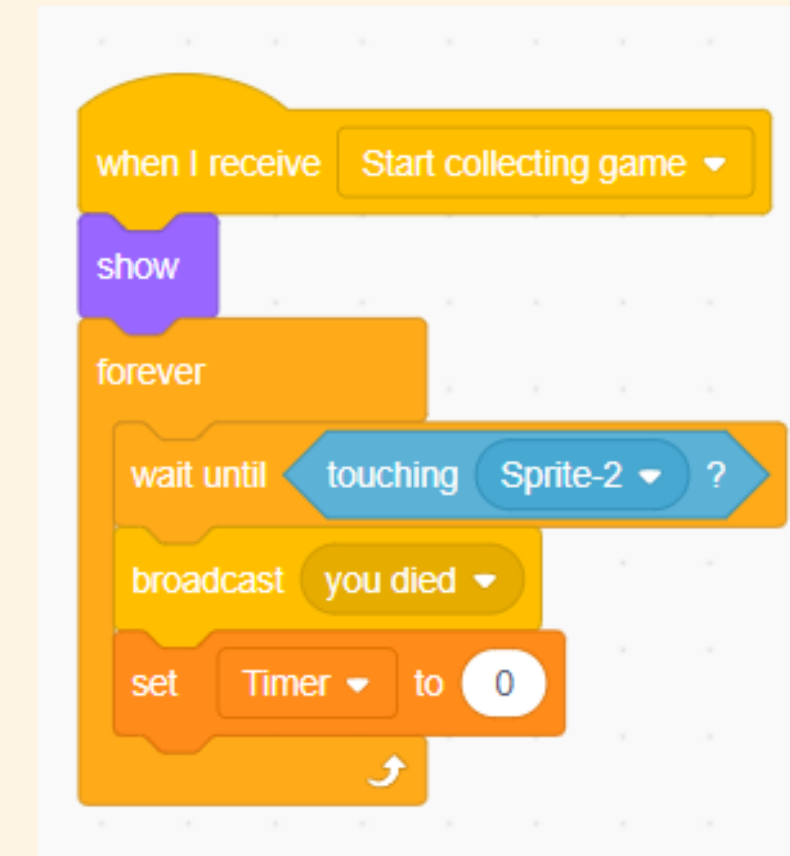 when I receive Start collecting game
show
forever
wait until touching Sprite-2 ?
broadcast you died
set Timer to 0